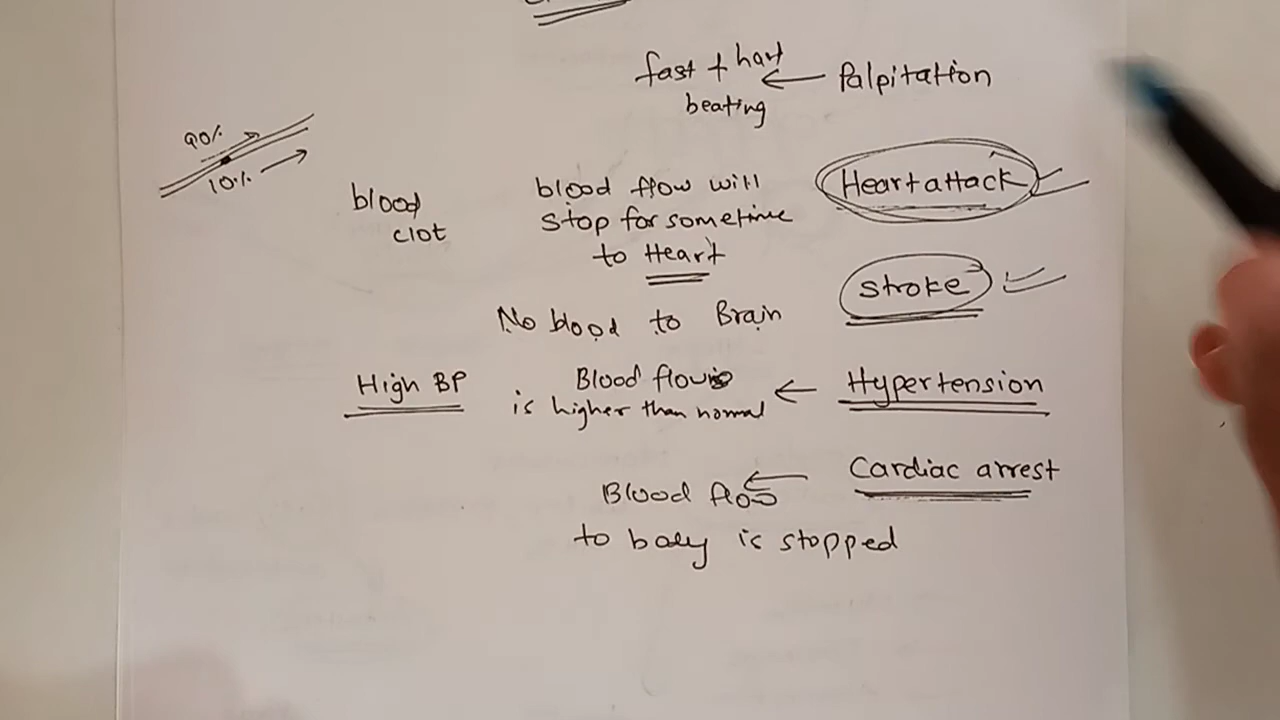 fast + hart ← Palpitation
beating
90%
10%
blood
clot
blood flow will
stop for sometime
to Heart
Heart attack
No blood to Brain
stroke
High BP
Blood flow
is higher than normal
← Hypertension
Cardiac arrest
← Blood flow
to body is stopped